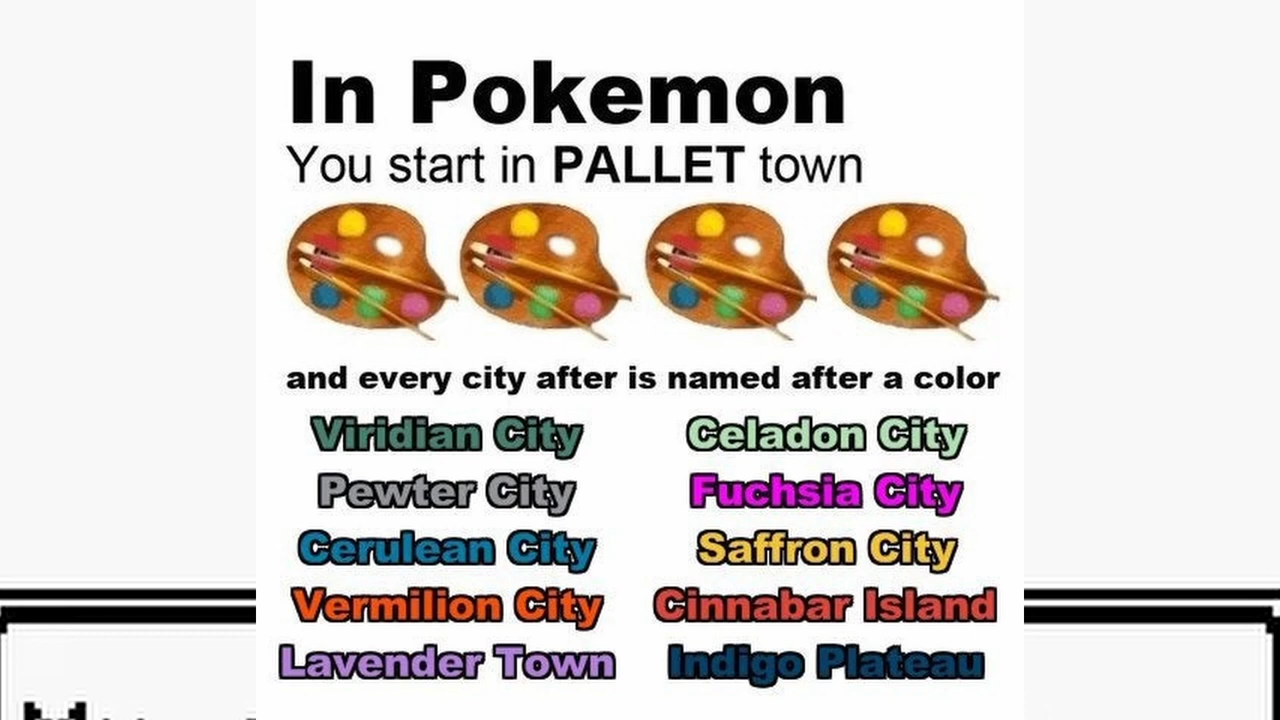 In Pokemon
You start in PALLET town
and every city after is named after a color
Viridian City
Pewter City
Cerulean City
Vermilion City
Lavender Town
Celadon City
Fuchsia City
Saffron City
Cinnabar Island
Indigo Plateau